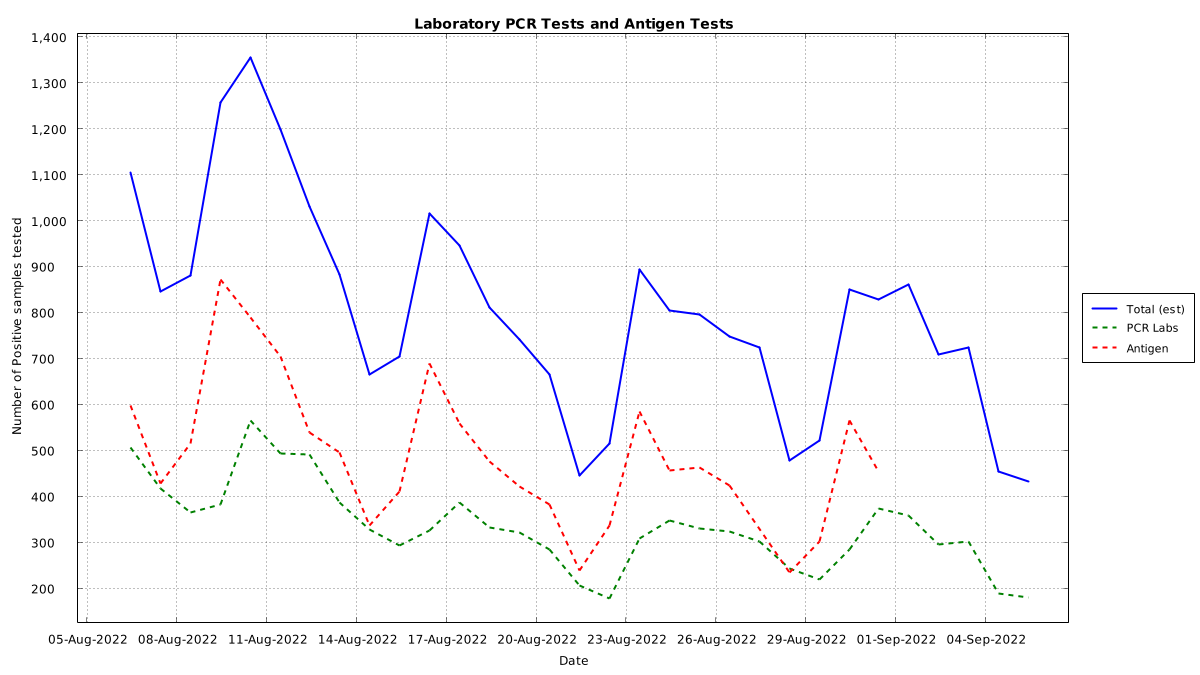 Laboratory PCR Tests and Antigen Tests
Number of Positive samples tested
1,400
1,300
1,200
1,100
1,000
900
800
700
600
500
400
300
200
05-Aug-2022 08-Aug-2022 11-Aug-2022 14-Aug-2022 17-Aug-2022 20-Aug-2022 23-Aug-2022 26-Aug-2022 29-Aug-2022 01-Sep-2022 04-Sep-2022
Date
Total (est)
PCR Labs
Antigen